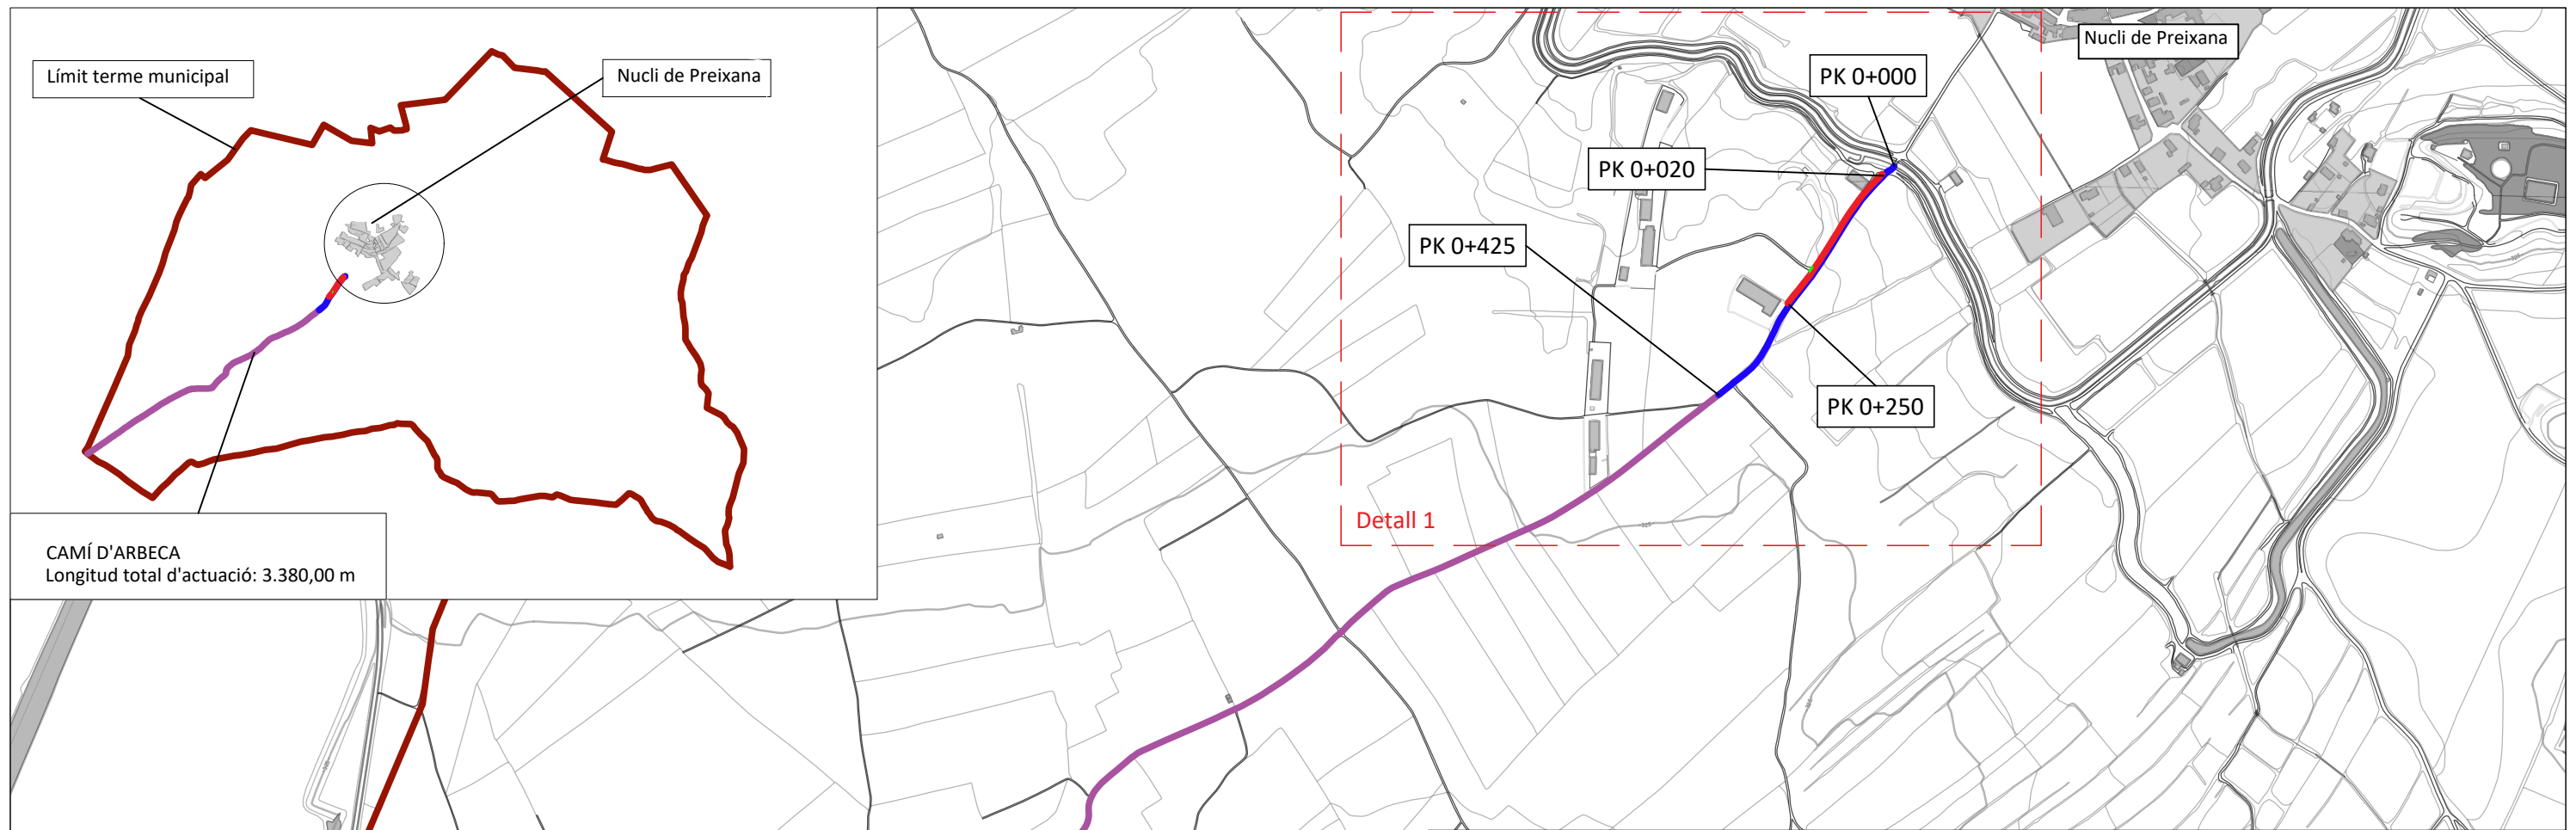 Límit terme municipal
Nucli de Preixana
CAMÍ D'ARBECA
Longitud total d'actuació: 3.380,00 m
Nucli de Preixana
PK 0+000
PK 0+020
PK 0+425
PK 0+250
Detall 1